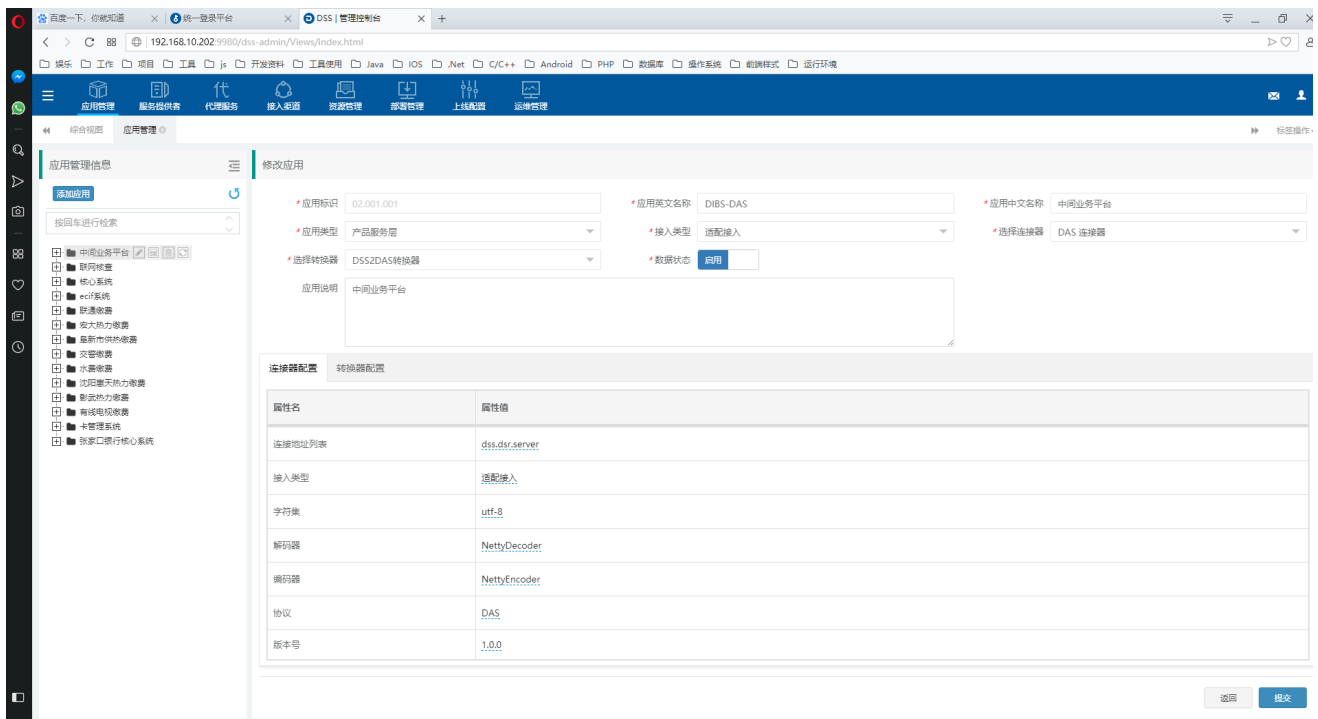 百度一下，你就知道
统一登录平台
DSS | 管理控制台
192.168.10.202:9980/dss-admin/Views/index.html
娱乐 工作 项目 工具 js 开发资料 工具使用 Java IOS .Net C/C++ Android PHP 数据库 操作系统 前端样式 运行环境
应用管理 服务提供者 代理服务 接入渠道 资源管理 部署管理 上线配置 运维管理
代
综合视图 应用管理 标签操作
应用管理信息
添加应用
按回车进行检索
中间业务平台
联网核查
核心系统
ecif系统
联通缴费
宏大热力缴费
阜新市供热缴费
交警缴费
水费缴费
沈阳惠天热力缴费
彰武热力缴费
有线电视缴费
卡管理系统
张家口银行核心系统
修改应用
*应用标识 02.001.001 *应用英文名称 DIBS-DAS *应用中文名称 中间业务平台
*应用类型 产品服务层 *接入类型 适配接入 *选择连接器 DAS 连接器
*选择转换器 DSS2DAS转换器 *数据状态 启用
应用说明 中间业务平台
连接器配置 转换器配置
属性名 属性值
连接地址列表 dss.dsr.server
接入类型 适配接入
字符集 utf-8
解码器 NettyDecoder
编码器 NettyEncoder
协议 DAS
版本号 1.0.0
返回 提交